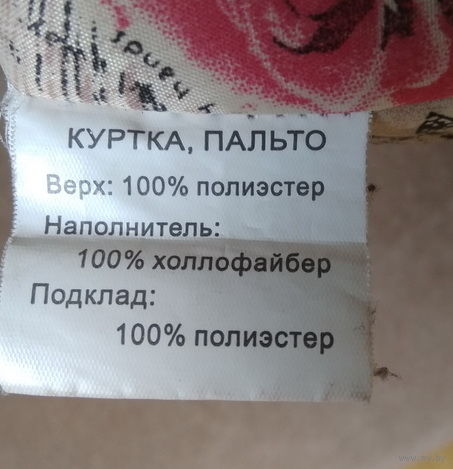 КУРТКА, ПАЛЬТО
Верх: 100% полиэстер
Наполнитель:
100% холлофайбер
Подклад:
100% полиэстер